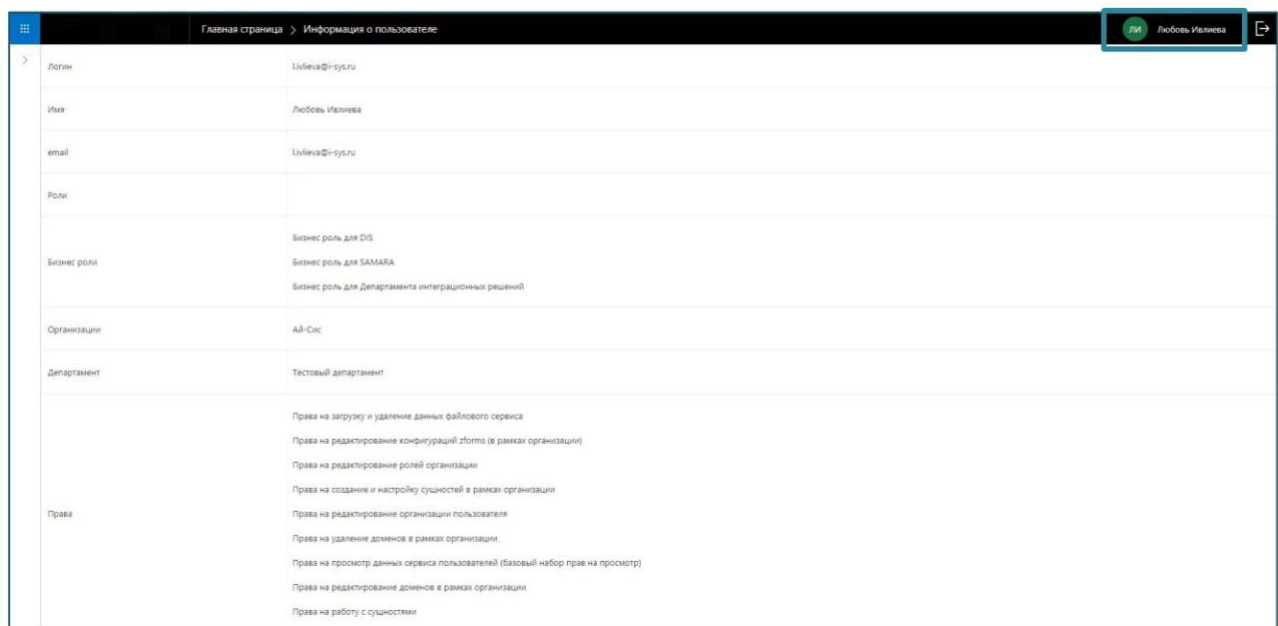 Главная страница > Информация о пользователе
ЛИ Любовь Ивлиева
Логин l.ivlieva@i-sys.ru
Имя Любовь Ивлиева
email l.ivlieva@i-sys.ru
Роли
Бизнес роли
Бизнес роль для DIS
Бизнес роль для SAMARA
Бизнес роль для Департамента интеграционных решений
Организации Ай-Сис
Департамент Тестовый департамент
Права
Права на загрузку и удаление данных файлового сервиса
Права на редактирование конфигураций zforms (в рамках организации)
Права на редактирование ролей организации
Права на создание и настройку сущностей в рамках организации
Права на редактирование организации пользователя
Права на удаление доменов в рамках организации
Права на просмотр данных сервиса пользователей (базовый набор прав на просмотр)
Права на редактирование доменов в рамках организации
Права на работу с сущностями